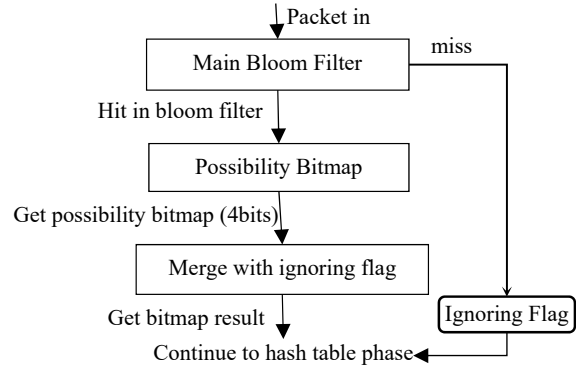 Packet in
Main Bloom Filter
miss
Hit in bloom filter
Possibility Bitmap
Get possibility bitmap (4bits)
Merge with ignoring flag
Get bitmap result
Ignoring Flag
Continue to hash table phase